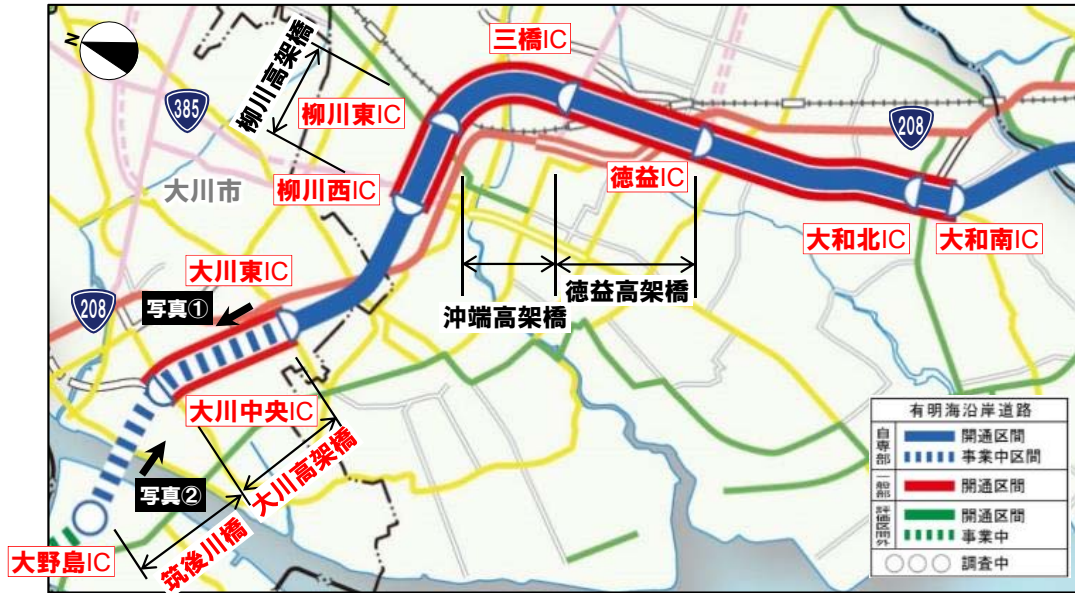 N
柳川高架橋
三橋IC
385
柳川東IC
208
大川市
柳川西IC
徳益IC
大和北IC
大和南IC
大川東IC
208
写真①
沖端高架橋
徳益高架橋
大川中央IC
大川高架橋
写真②
筑後川橋
大野島IC
有明海沿岸道路
自専部
開通区間
事業中区間
一般部
開通区間
評価区間外
開通区間
事業中
調査中